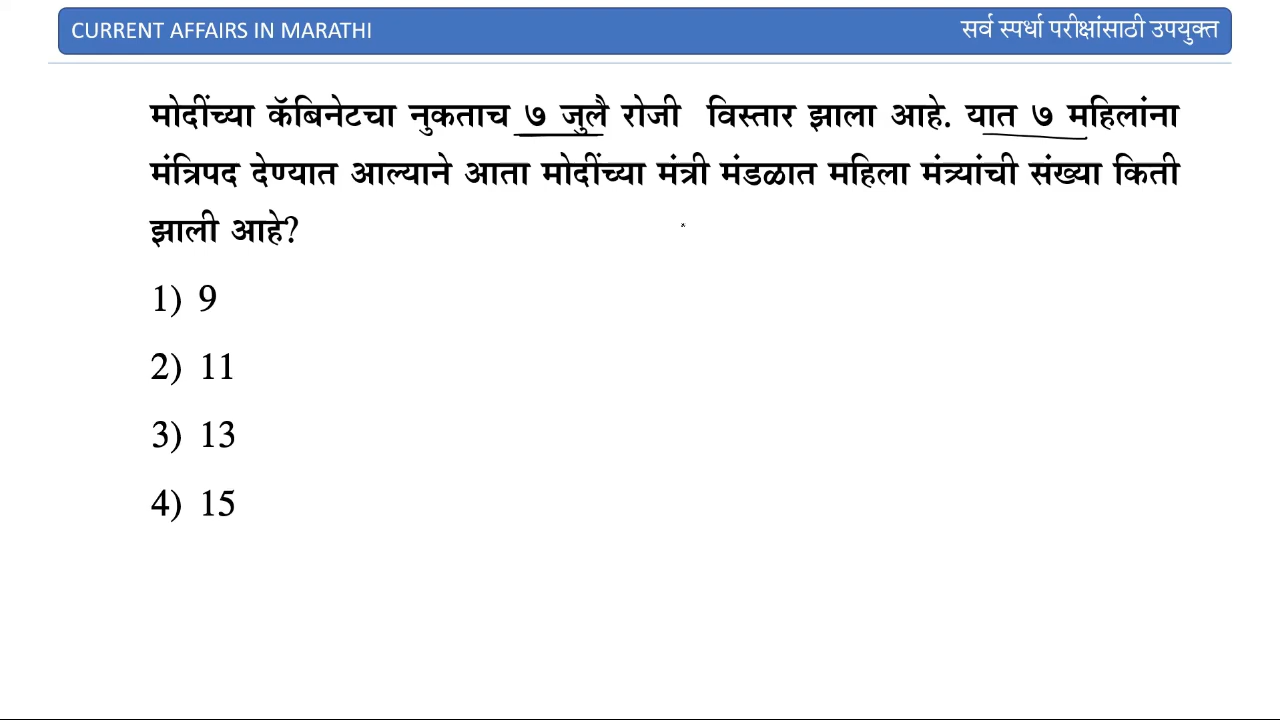 CURRENT AFFAIRS IN MARATHI
सर्व स्पर्धा परीक्षांसाठी उपयुक्त
मोदींच्या कॅबिनेटचा नुकताच ७ जुलै रोजी विस्तार झाला आहे. यात ७ महिलांना
मंत्रिपद देण्यात आल्याने आता मोदींच्या मंत्री मंडळात महिला मंत्र्यांची संख्या किती
झाली आहे?
1) 9
2) 11
3) 13
4) 15